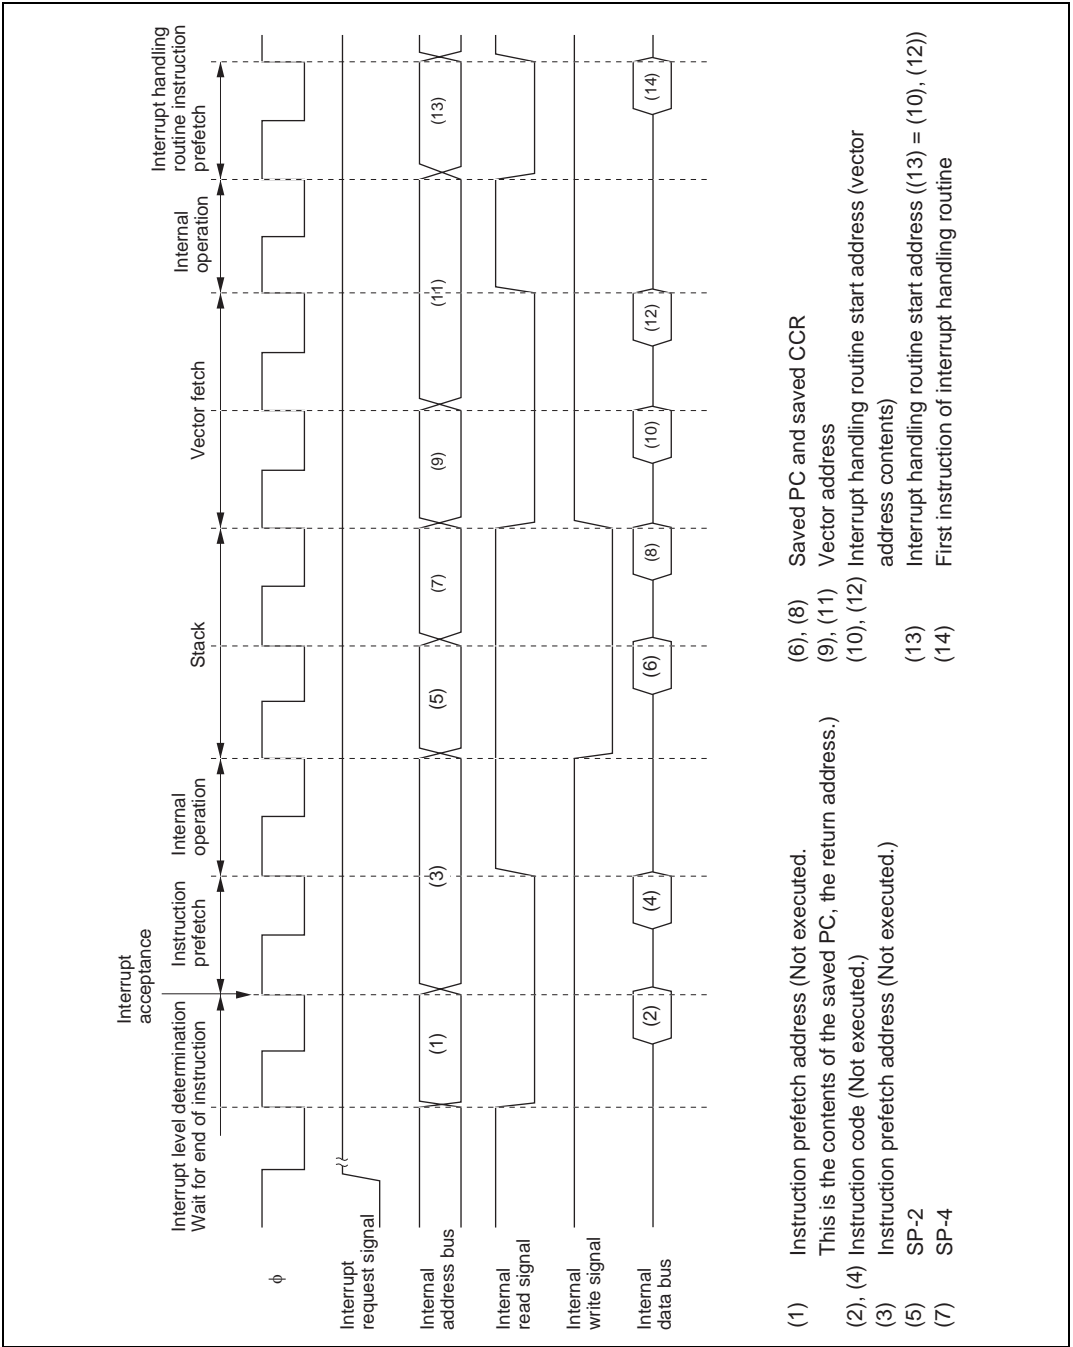 Interrupt
acceptance
Interrupt level determination
Wait for end of instruction
Instruction
prefetch
Internal
operation
Stack
Vector fetch
Internal
operation
Interrupt handling
routine instruction
prefetch
φ
Interrupt
request signal
Internal
address bus
(1)
(3)
(5)
(7)
(9)
(11)
(13)
Internal
read signal
Internal
write signal
Internal
data bus
(2)
(4)
(6)
(8)
(10)
(12)
(14)
(1) Instruction prefetch address (Not executed.
This is the contents of the saved PC, the return address.)
(2), (4) Instruction code (Not executed.)
(3) Instruction prefetch address (Not executed.)
(5) SP-2
(7) SP-4
(6), (8) Saved PC and saved CCR
(9), (11) Vector address
(10), (12) Interrupt handling routine start address (vector
address contents)
(13) Interrupt handling routine start address ((13) = (10), (12))
(14) First instruction of interrupt handling routine